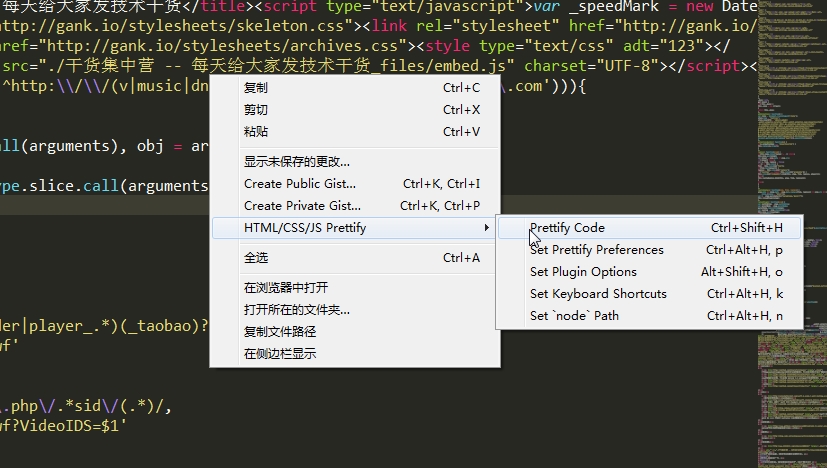 每天给大家发技术干货</title><script type="text/javascript">var _speedMark = new Date
http://gank.io/stylesheets/skeleton.css"><link rel="stylesheet" href="http://gank.io/
href="http://gank.io/stylesheets/archives.css"><style type="text/css" adt="123"></
src="./干货集中营 -- 每天给大家发技术干货_files/embed.js" charset="UTF-8"></script><
^http:\\/\\/(v|music|dn
\.com'))){
all(arguments), obj = ar
ype.slice.call(arguments
der|player_.*)(_taobao)?
wf'
\.php\/.*sid\/(.*)/,
wf?VideoIDS=$1'
复制 Ctrl+C
剪切 Ctrl+X
粘贴 Ctrl+V
显示未保存的更改...
Create Public Gist... Ctrl+K, Ctrl+I
Create Private Gist... Ctrl+K, Ctrl+P
HTML/CSS/JS Prettify
全选 Ctrl+A
在浏览器中打开
打开所在的文件夹...
复制文件路径
在侧边栏显示
Prettify Code Ctrl+Shift+H
Set Prettify Preferences Ctrl+Alt+H, p
Set Plugin Options Alt+Shift+H, o
Set Keyboard Shortcuts Ctrl+Alt+H, k
Set `node` Path Ctrl+Alt+H, n